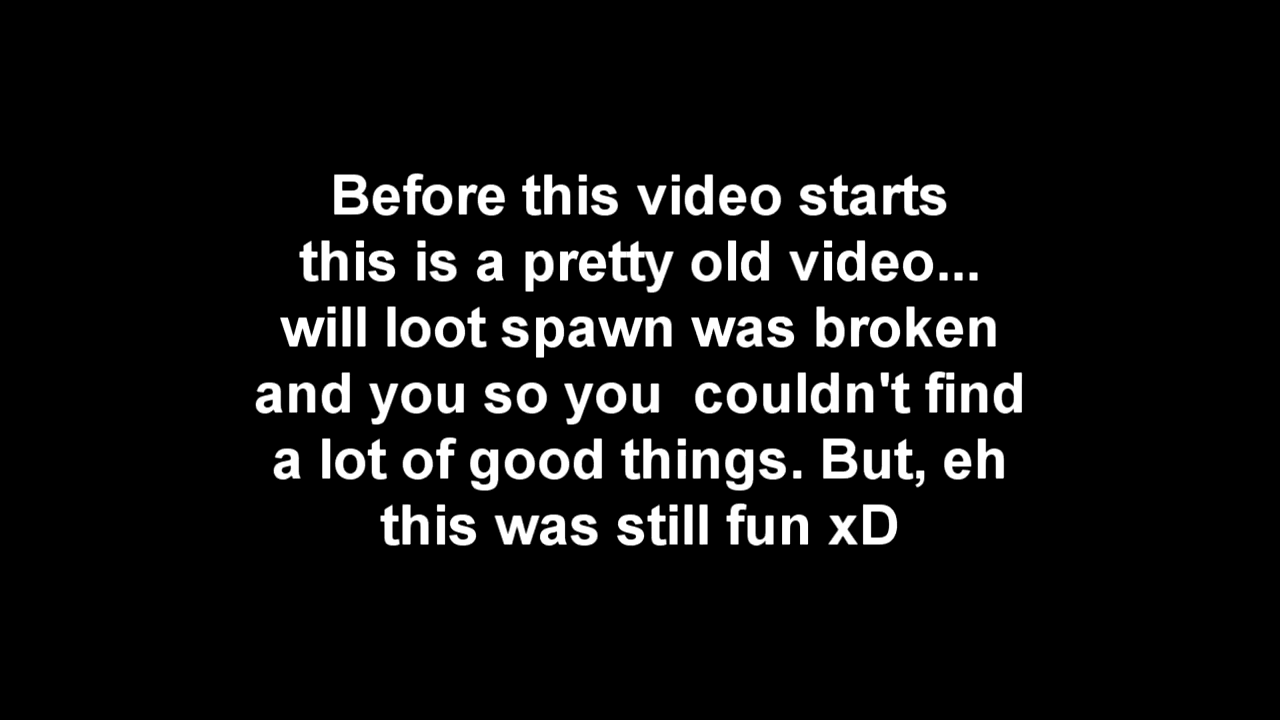 Before this video starts
this is a pretty old video...
will loot spawn was broken
and you so you  couldn't find
a lot of good things. But, eh
this was still fun xD